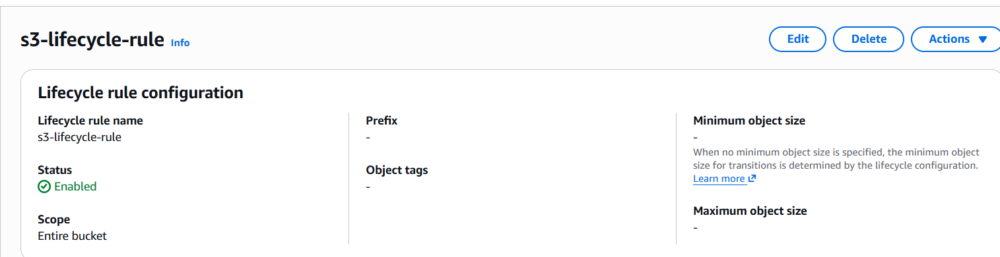 s3-lifecycle-rule Info
Edit
Delete
Actions
Lifecycle rule configuration
Lifecycle rule name
s3-lifecycle-rule
Status
Enabled
Scope
Entire bucket
Prefix
-
Object tags
-
Minimum object size
-
When no minimum object size is specified, the minimum object
size for transitions is determined by the lifecycle configuration.
Learn more
Maximum object size
-